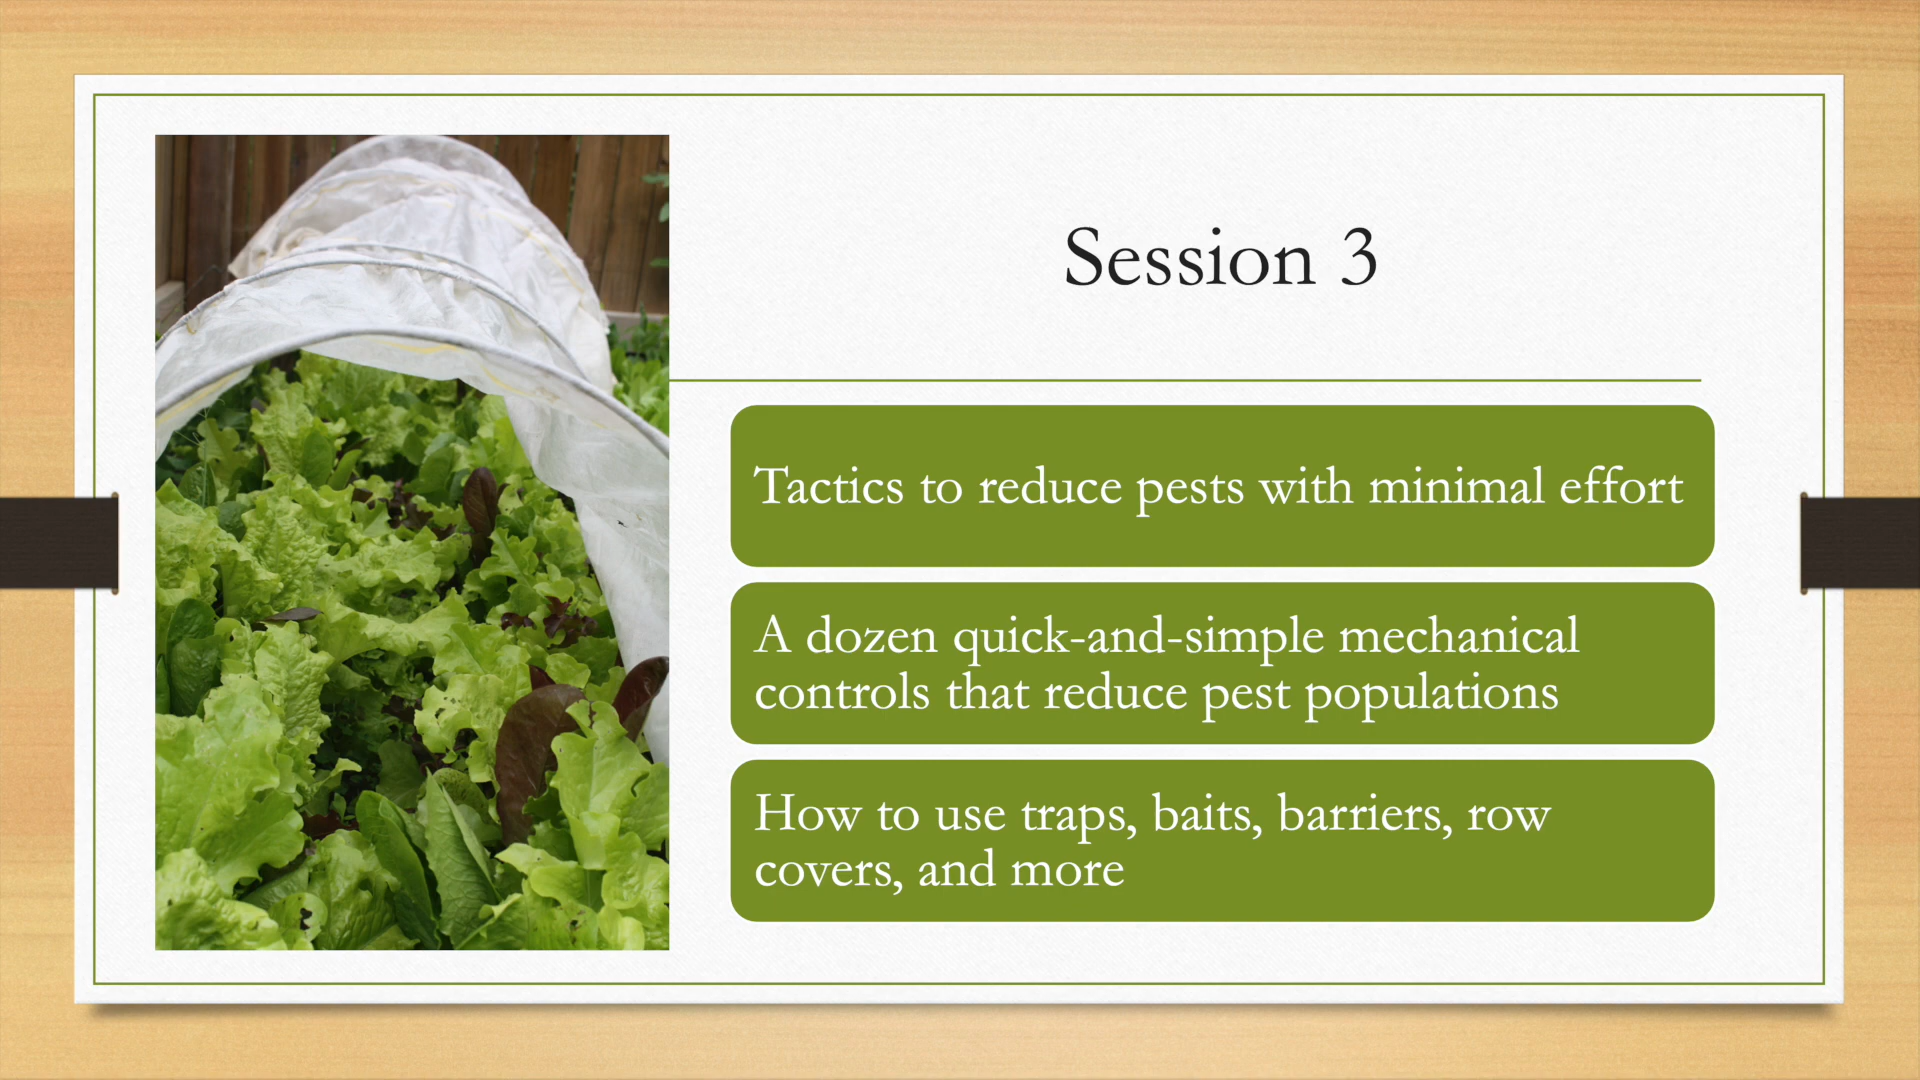 Session 3
Tactics to reduce pests with minimal effort
A dozen quick-and-simple mechanical
controls that reduce pest populations
How to use traps, baits, barriers, row
covers, and more